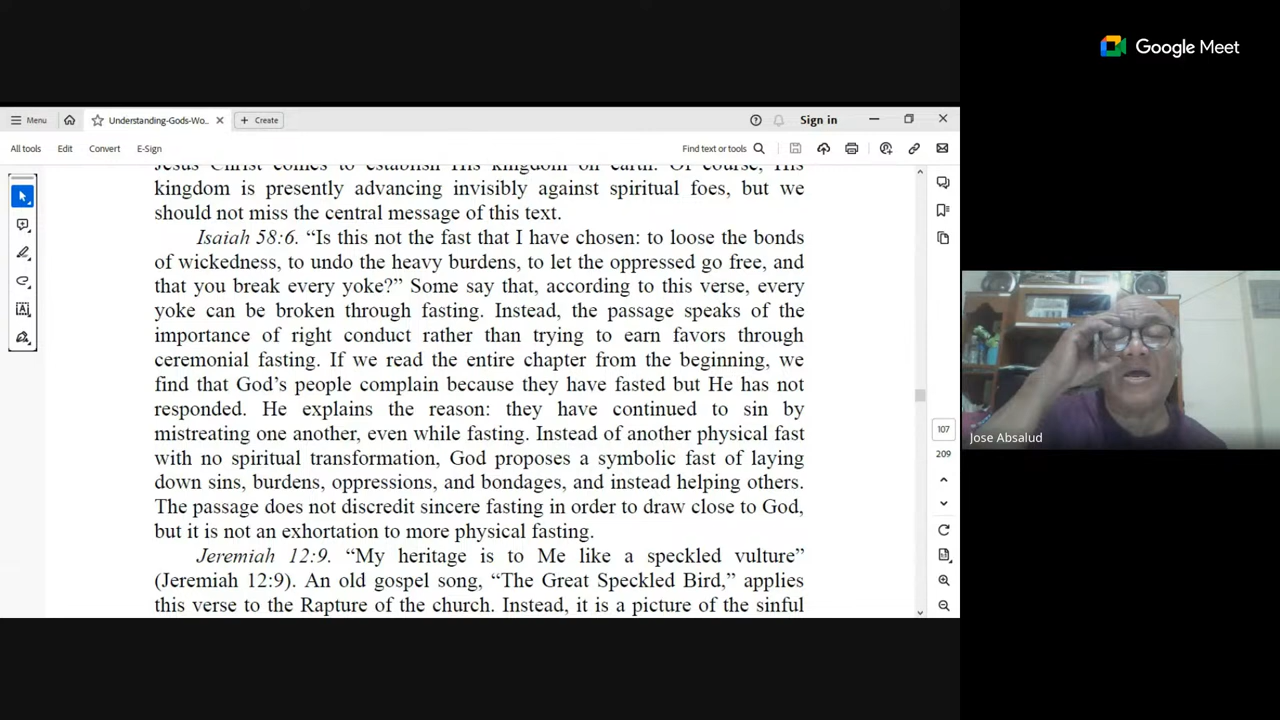 Google Meet
Understanding-Gods-Wo...
Create
Sign in
Menu
All tools
Edit
Convert
E-Sign
Find text or tools
Jesus Christ comes to establish His kingdom on earth. Of course, His
kingdom is presently advancing invisibly against spiritual foes, but we
should not miss the central message of this text.
Isaiah 58:6. “Is this not the fast that I have chosen: to loose the bonds
of wickedness, to undo the heavy burdens, to let the oppressed go free, and
that you break every yoke?” Some say that, according to this verse, every
yoke can be broken through fasting. Instead, the passage speaks of the
importance of right conduct rather than trying to earn favors through
ceremonial fasting. If we read the entire chapter from the beginning, we
find that God’s people complain because they have fasted but He has not
responded. He explains the reason: they have continued to sin by
mistreating one another, even while fasting. Instead of another physical fast
with no spiritual transformation, God proposes a symbolic fast of laying
down sins, burdens, oppressions, and bondages, and instead helping others.
The passage does not discredit sincere fasting in order to draw close to God,
but it is not an exhortation to more physical fasting.
Jeremiah 12:9. “My heritage is to Me like a speckled vulture”
(Jeremiah 12:9). An old gospel song, “The Great Speckled Bird,” applies
this verse to the Rapture of the church. Instead, it is a picture of the sinful
107
209
Jose Absalud